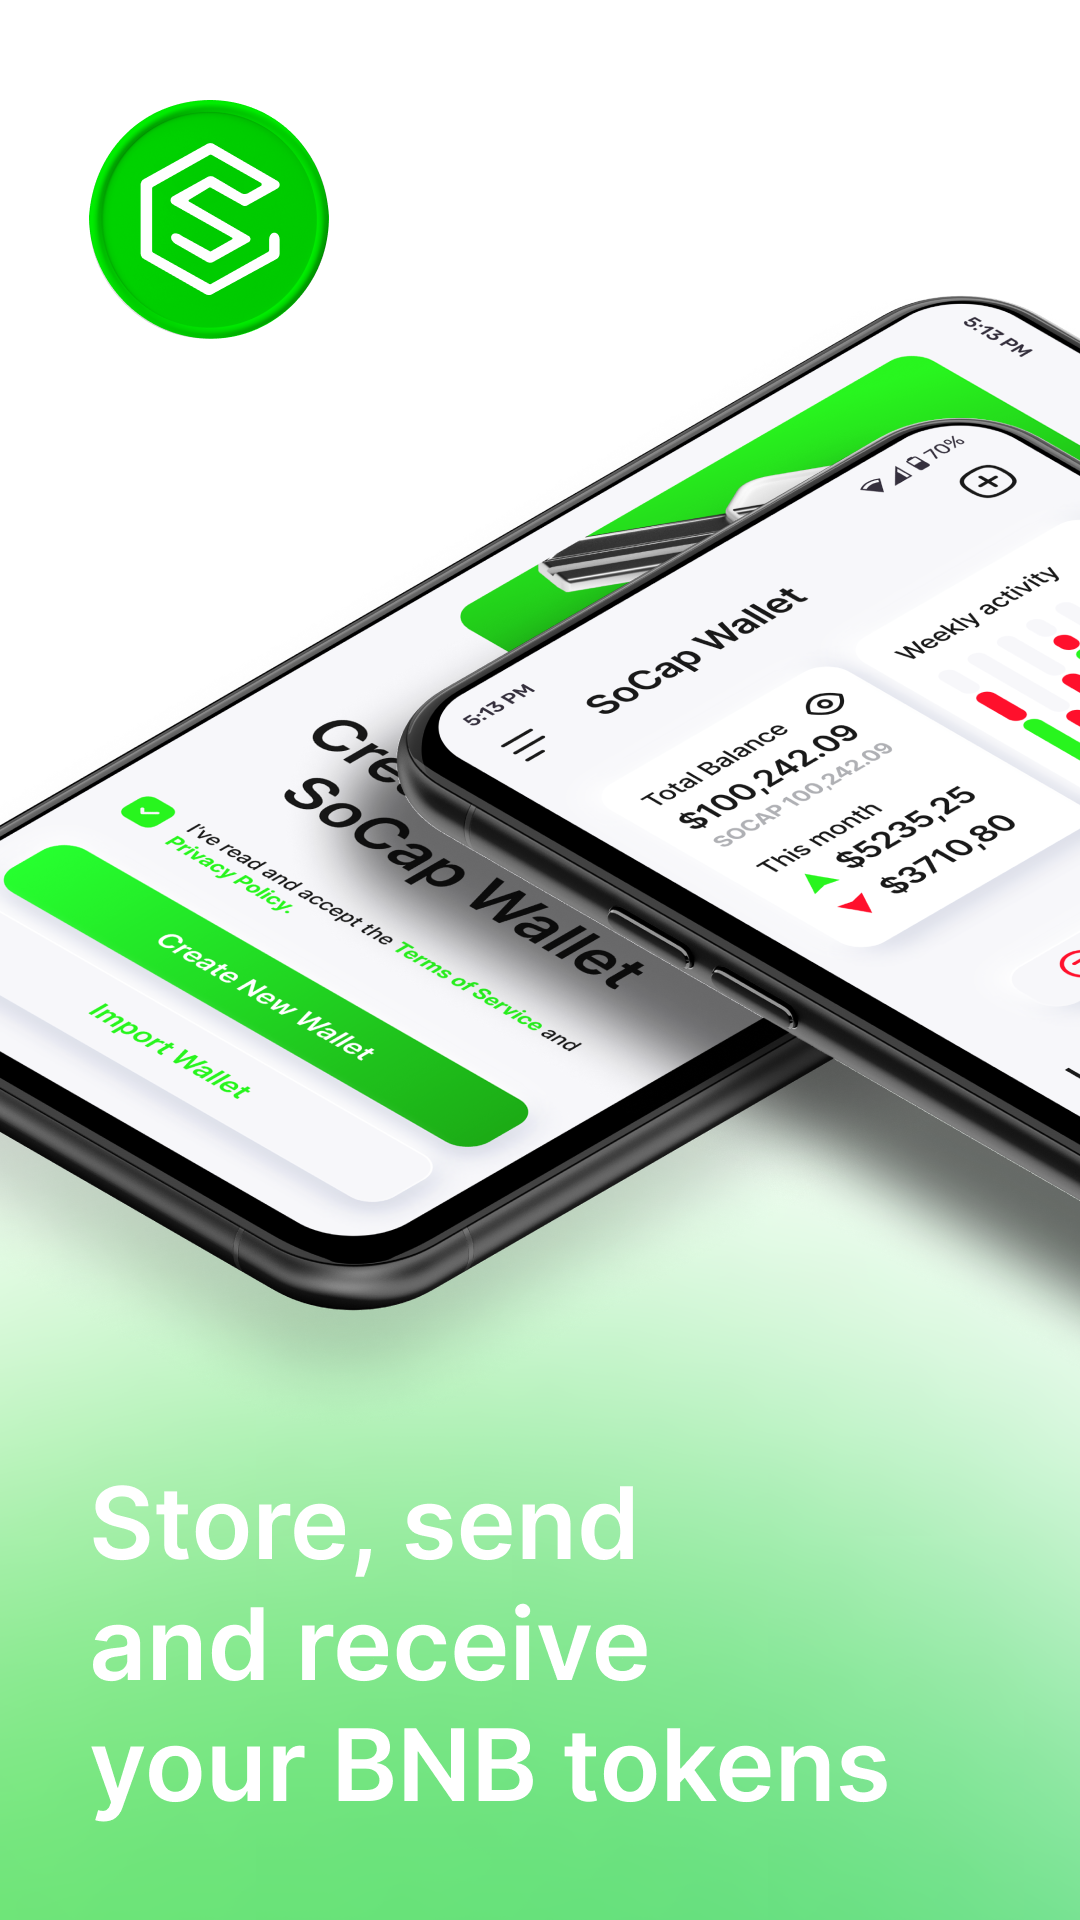 5:13 PM
70%
SoCap Wallet
5:13 PM
Weekly activity
Total Balance
$100,242.09
SOCAP 100,242.09
This month
$5235,25
$3710,80
SoCap Wallet
I've read and accept the Terms of Service and
Privacy Policy.
Create New Wallet
Import Wallet
Store, send
and receive
your BNB tokens